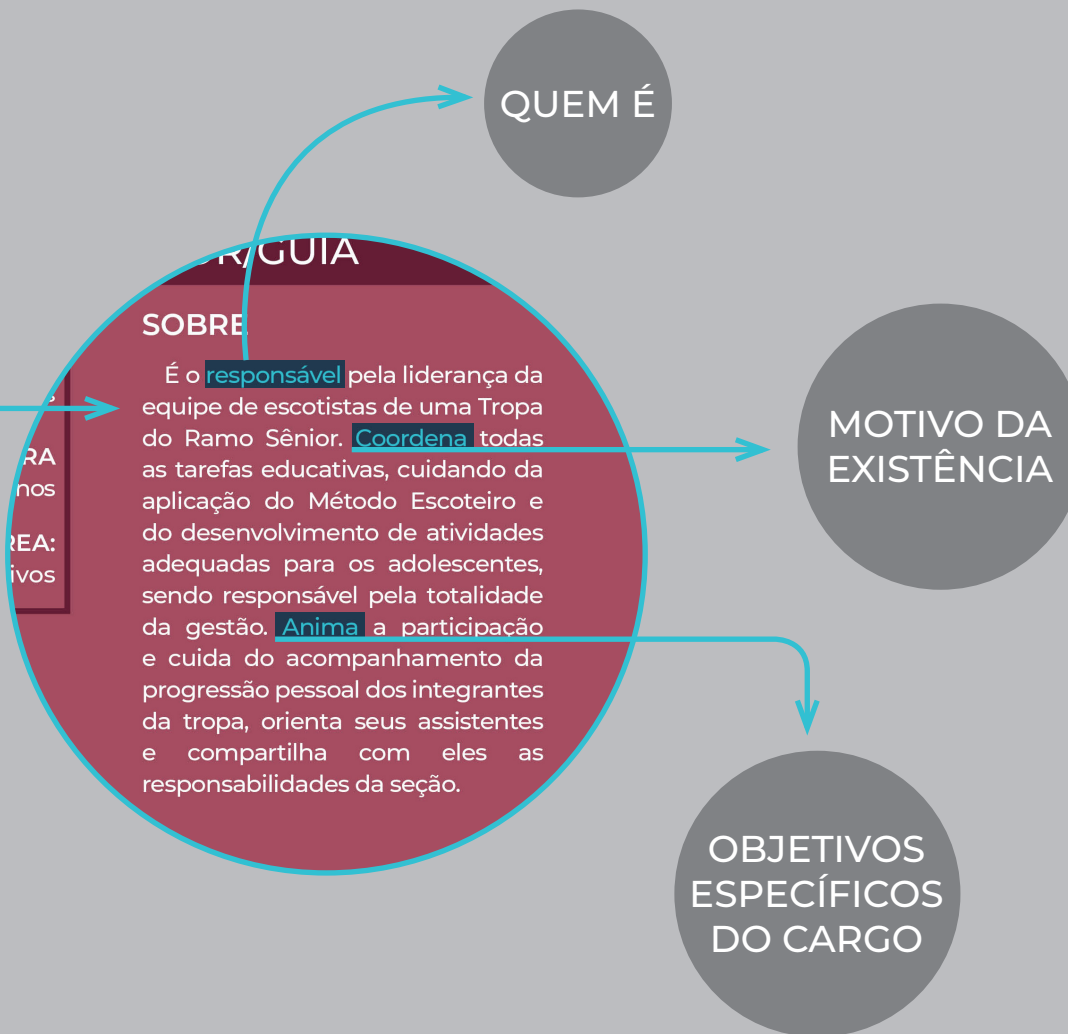 QUEM É
OR/GUIA
SOBRE
É o responsável pela liderança da
equipe de escotistas de uma Tropa
do Ramo Sênior. Coordena todas
as tarefas educativas, cuidando da
aplicação do Método Escoteiro e
do desenvolvimento de atividades
adequadas para os adolescentes,
sendo responsável pela totalidade
da gestão. Anima a participação
e cuida do acompanhamento da
progressão pessoal dos integrantes
da tropa, orienta seus assistentes
e compartilha com eles as
responsabilidades da seção.
RA
nos
REA:
ivos
MOTIVO DA
EXISTÊNCIA
OBJETIVOS
ESPECÍFICOS
DO CARGO